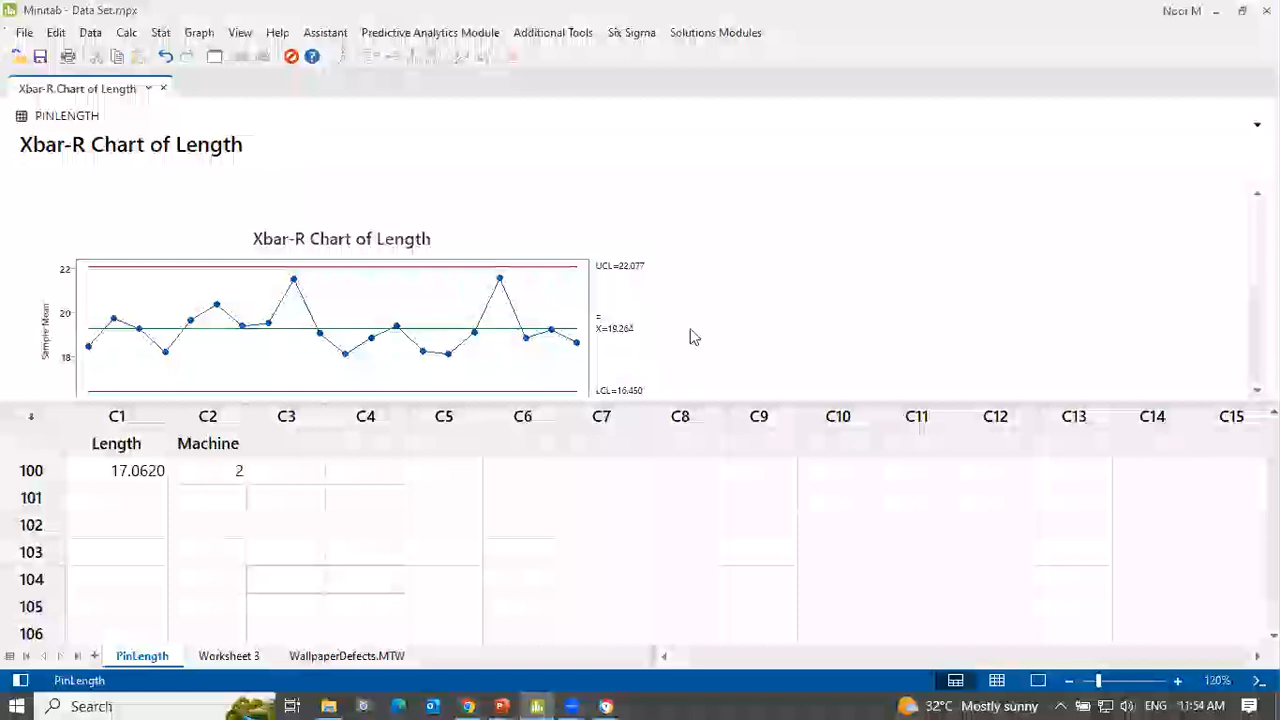 Minitab - Data Set.mpx
Noor M
File Edit Data Calc Stat Graph View Help Assistant Predictive Analytics Module Additional Tools Six Sigma Solutions Modules
Xbar-R Chart of Length
PINLENGTH
Xbar-R Chart of Length
Xbar-R Chart of Length
22
20
18
Sample Mean
UCL=22.077
X=19.264
LCL=16.450
C1 C2 C3 C4 C5 C6 C7 C8 C9 C10 C11 C12 C13 C14 C15
Length Machine
100 17.0620 2
101
102
103
104
105
106
PinLength Worksheet 3 WallpaperDefects.MTW
PinLength
120%
Search
32°C Mostly sunny
ENG
11:54 AM